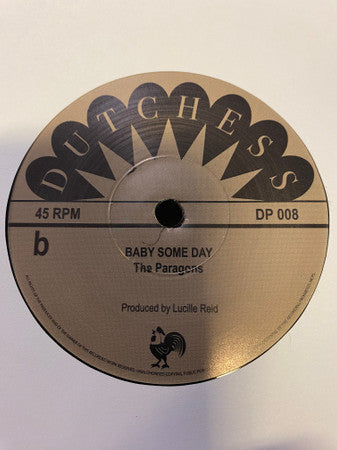 DUTCHESS
45 RPM
DP 008
b
BABY SOME DAY
The Paragons
Produced by Lucille Reid